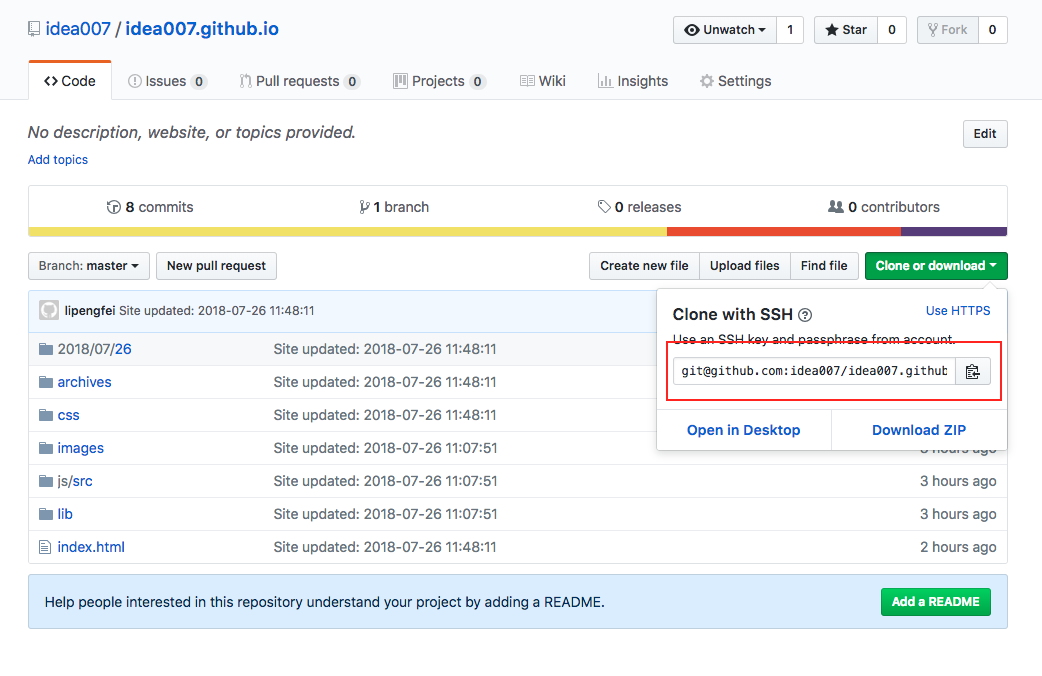 idea007 / idea007.github.io
Unwatch 1 Star 0 Fork 0
Code Issues 0 Pull requests 0 Projects 0 Wiki Insights Settings
No description, website, or topics provided.
Edit
Add topics
8 commits 1 branch 0 releases 0 contributors
Branch: master New pull request Create new file Upload files Find file Clone or download
lipengfei Site updated: 2018-07-26 11:48:11
Clone with SSH ? Use HTTPS
Use an SSH key and passphrase from account.
git@github.com:idea007/idea007.github
Open in Desktop Download ZIP
2018/07/26 Site updated: 2018-07-26 11:48:11
archives Site updated: 2018-07-26 11:48:11
css Site updated: 2018-07-26 11:48:11
images Site updated: 2018-07-26 11:07:51 3 hours ago
js/src Site updated: 2018-07-26 11:07:51 3 hours ago
lib Site updated: 2018-07-26 11:07:51 3 hours ago
index.html Site updated: 2018-07-26 11:48:11 2 hours ago
Help people interested in this repository understand your project by adding a README.
Add a README